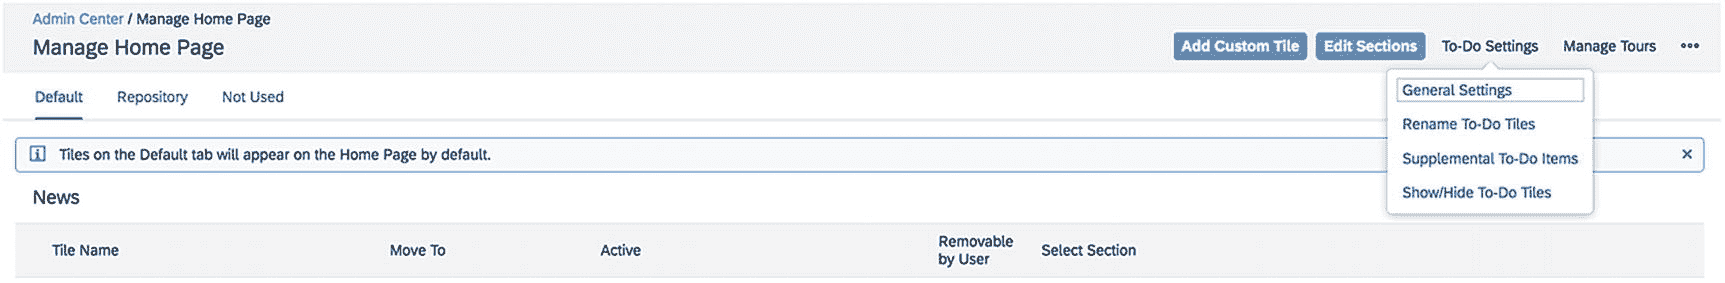 Admin Center / Manage Home Page
Manage Home Page
Add Custom Tile Edit Sections To-Do Settings Manage Tours •••
General Settings
Rename To-Do Tiles
Supplemental To-Do Items
Show/Hide To-Do Tiles
Default Repository Not Used
Tiles on the Default tab will appear on the Home Page by default.
News
Tile Name Move To Active Removable by User Select Section